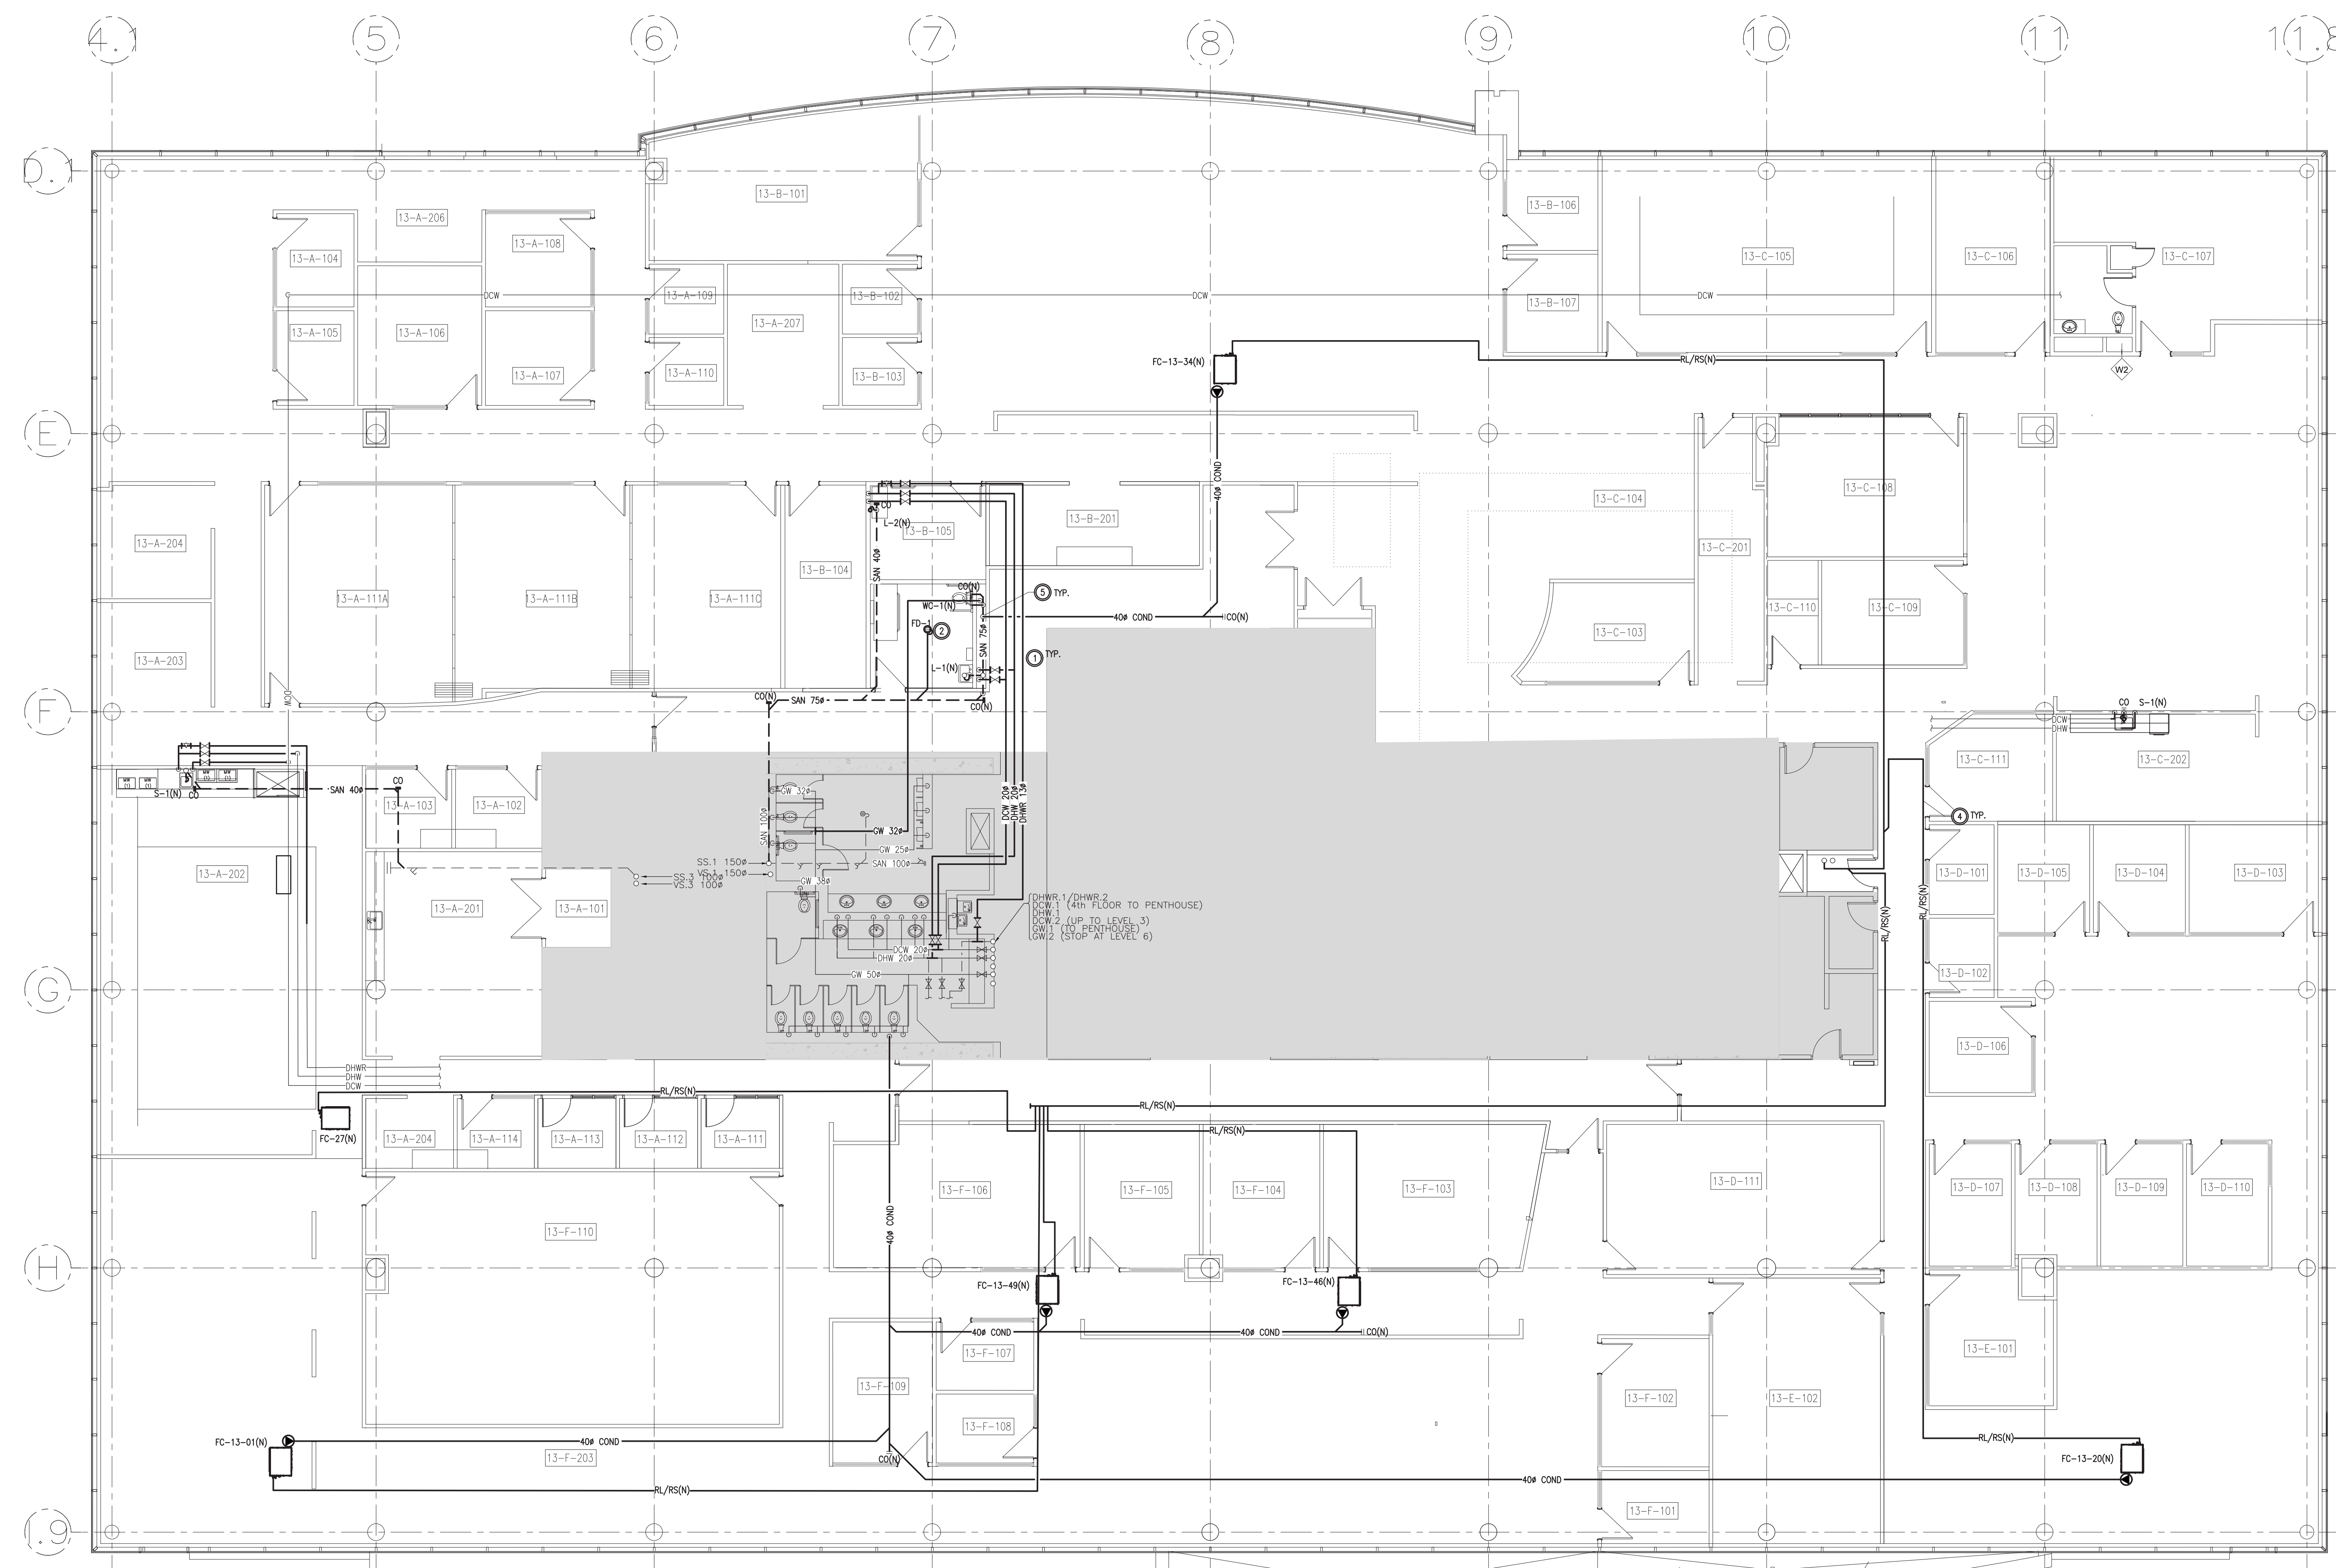 4.1
5
6
7
8
9
10
11
11.8
D.1
13-B-101
13-B-106
13-A-206
13-A-108
13-A-104
13-C-105
13-C-106
13-C-107
DCW
DCW
DCW
13-A-109
13-B-102
13-B-107
13-A-105
13-A-106
13-A-207
FC-13-34(N)
RL/RS(N)
W2
13-A-107
13-A-110
13-B-103
E
40ø COND
13-C-108
13-C-104
CO
L-2(N)
13-B-105
13-B-201
13-A-204
13-C-201
SAN 40ø
13-B-104
CO(N)
5 TYP.
13-A-111A
13-A-111B
13-A-111C
WC-1(N)
13-C-110
13-C-109
40ø COND
CO(N)
FD-1
2
SAN 75ø
13-C-103
1 TYP.
13-A-203
L-1(N)
DCW
CO(N)
SAN 75ø
CO(N)
F
CO
S-1(N)
DCW
DHW
13-C-111
13-C-202
MW
(1)
MW
(1)
MW
(1)
MW
(1)
S-1(N)
CO
SAN 40ø
CO
13-A-103
13-A-102
GW 32ø
SAN 100ø
DCW 20ø
DHW 20ø
DHWR 13ø
4 TYP.
GW 32ø
GW 25ø
SS.1 150ø
SAN 100ø
VS.1 150ø
SS.3 100ø
VS.3 100ø
GW 38ø
13-A-202
13-D-101
13-D-105
13-D-104
13-D-103
RL/RS(N)
13-A-201
13-A-101
DHWR.1/DHWR.2
DCW.1 (4th FLOOR TO PENTHOUSE)
DHW.1
DCW.2 (UP TO LEVEL 3)
GW.1 (TO PENTHOUSE)
GW.2 (STOP AT LEVEL 6)
RL/RS(N)
DCW 20ø
DHW 20ø
GW 50ø
13-D-102
G
13-D-106
DHWR
DHW
DCW
RL/RS(N)
RL/RS(N)
FC-27(N)
RL/RS(N)
13-A-204
13-A-114
13-A-113
13-A-112
13-A-111
13-F-106
13-F-105
13-F-104
13-F-103
13-D-111
13-D-107
13-D-108
13-D-109
13-D-110
13-F-110
40ø COND
H
FC-13-49(N)
FC-13-46(N)
40ø COND
40ø COND
CO(N)
13-F-107
13-E-101
13-F-109
13-F-102
13-E-102
13-F-108
FC-13-01(N)
40ø COND
RL/RS(N)
13-F-203
CO(N)
FC-13-20(N)
40ø COND
RL/RS(N)
13-F-101
I.9